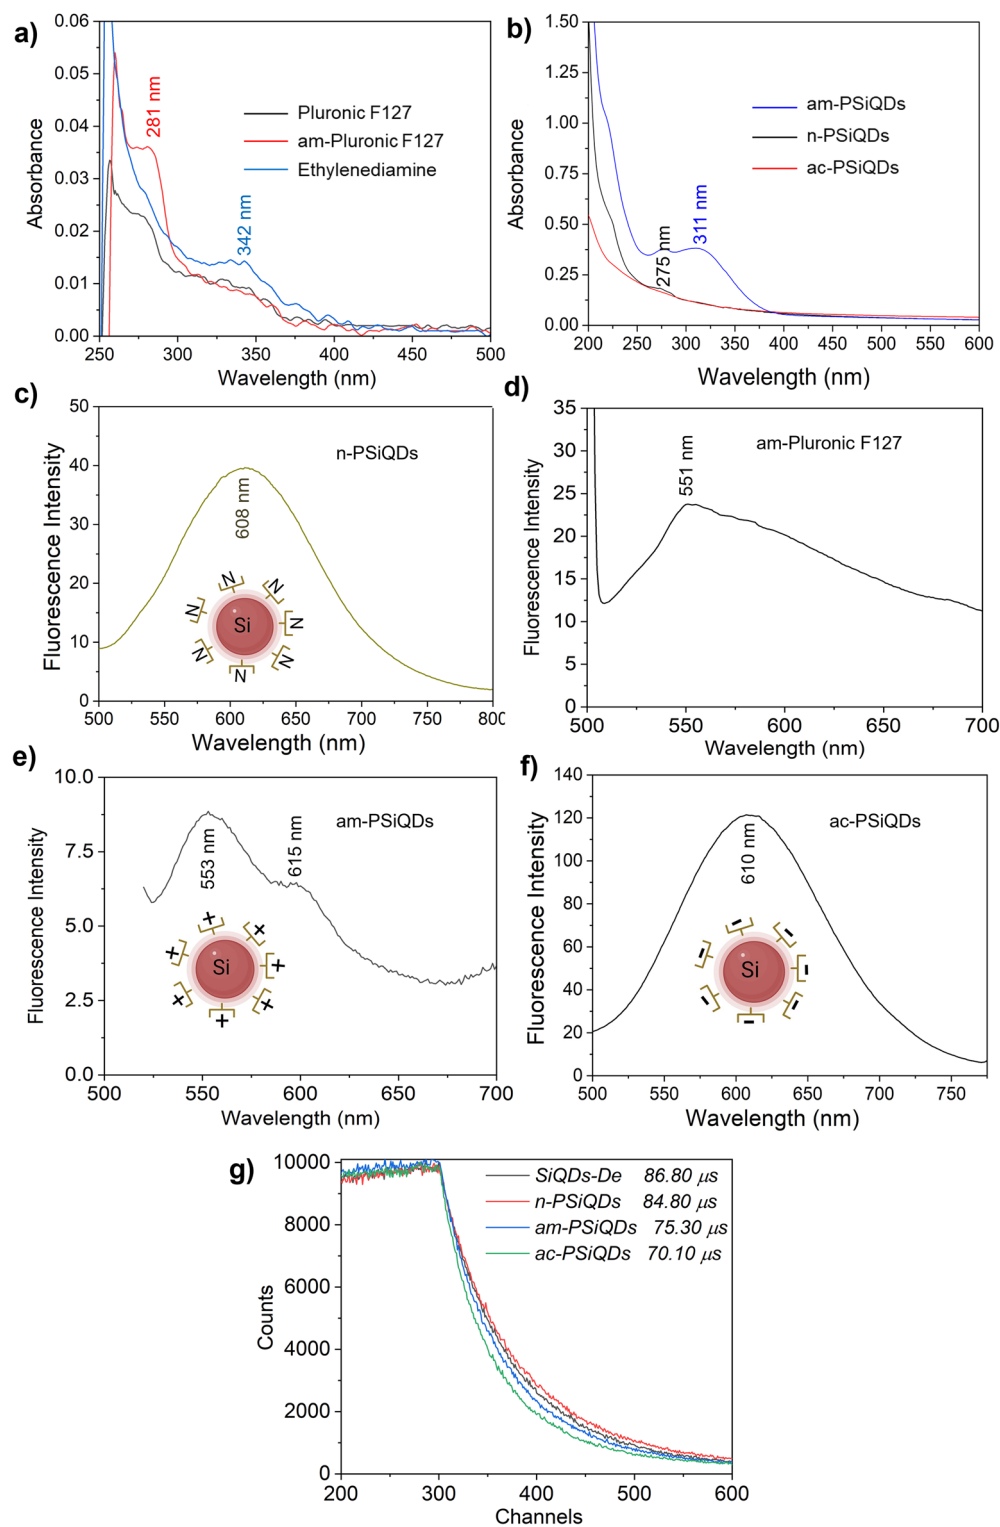 a)
0.06
0.05
0.04
0.03
0.02
0.01
0.00
Absorbance
281 nm
342 nm
Pluronic F127
am-Pluronic F127
Ethylenediamine
250 300 350 400 450 500
Wavelength (nm)
b)
1.50
1.25
1.00
0.75
0.50
0.25
0.00
Absorbance
am-PSiQDs
n-PSiQDs
ac-PSiQDs
275 nm
311 nm
200 250 300 350 400 450 500 550 600
Wavelength (nm)
c)
50
40
30
20
10
0
Fluorescence Intensity
n-PSiQDs
608 nm
N
N
N
N
N
N
N
Si
500 550 600 650 700 750 800
Wavelength (nm)
d)
35
30
25
20
15
10
5
0
Fluorescence Intensity
am-Pluronic F127
551 nm
500 550 600 650 700
Wavelength (nm)
e)
10.0
7.5
5.0
2.5
0.0
Fluorescence Intensity
am-PSiQDs
553 nm
615 nm
+
+
+
+
+
+
+
Si
500 550 600 650 700
Wavelength (nm)
f)
140
120
100
80
60
40
20
0
Fluorescence Intensity
ac-PSiQDs
610 nm
-
-
-
-
-
-
-
Si
500 550 600 650 700 750
Wavelength (nm)
g)
10000
8000
6000
4000
2000
0
Counts
SiQDs-De 86.80 μs
n-PSiQDs 84.80 μs
am-PSiQDs 75.30 μs
ac-PSiQDs 70.10 μs
200 300 400 500 600
Channels